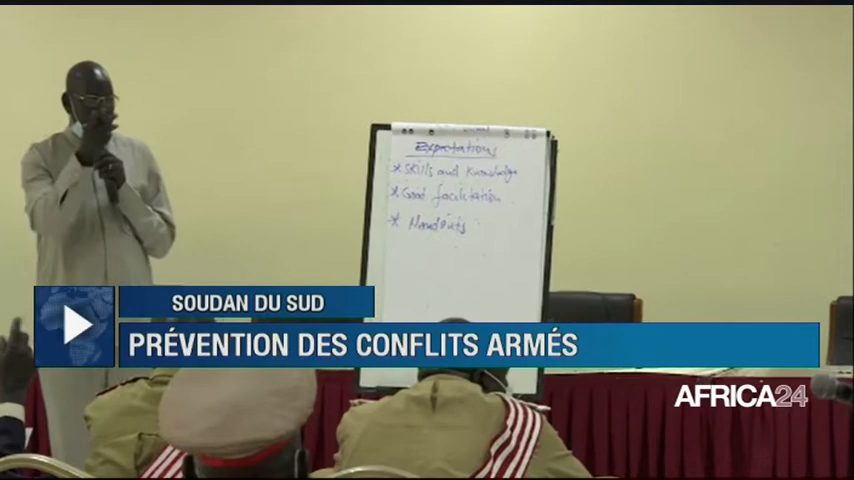 Expectations
* Skills and Knowledge
* Good facilitation
* Handouts
SOUDAN DU SUD
PRÉVENTION DES CONFLITS ARMÉS
AFRICA24